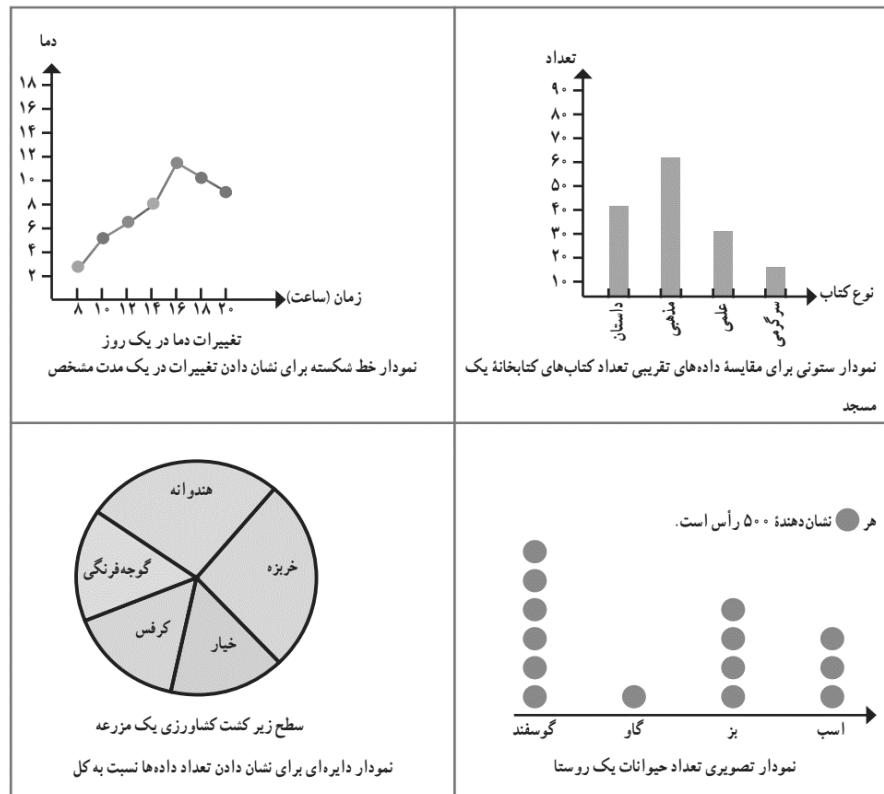 تعداد
۹۰
۸۰
۷۰
۶۰
۵۰
۴۰
۳۰
۲۰
۱۰
نوع کتاب
داستان
مذهبی
علمی
سرگرمی
نمودار ستونی برای مقایسهٔ داده‌های تقریبی تعداد کتاب‌های کتابخانهٔ یک
مسجد
دما
۱۸
۱۶
۱۴
۱۲
۱۰
۸
۶
۴
۲
۸ ۱۰ ۱۲ ۱۴ ۱۶ ۱۸ ۲۰
زمان (ساعت)
تغییرات دما در یک روز
نمودار خط شکسته برای نشان دادن تغییرات در یک مدت مشخص
هر نشان‌دهندهٔ ۵۰۰ رأس است.
گوسفند گاو بز اسب
نمودار تصویری تعداد حیوانات یک روستا
هندوانه
خربزه
گوجه‌فرنگی
کرفس
خیار
سطح زیر کشت کشاورزی یک مزرعه
نمودار دایره‌ای برای نشان دادن تعداد داده‌ها نسبت به کل